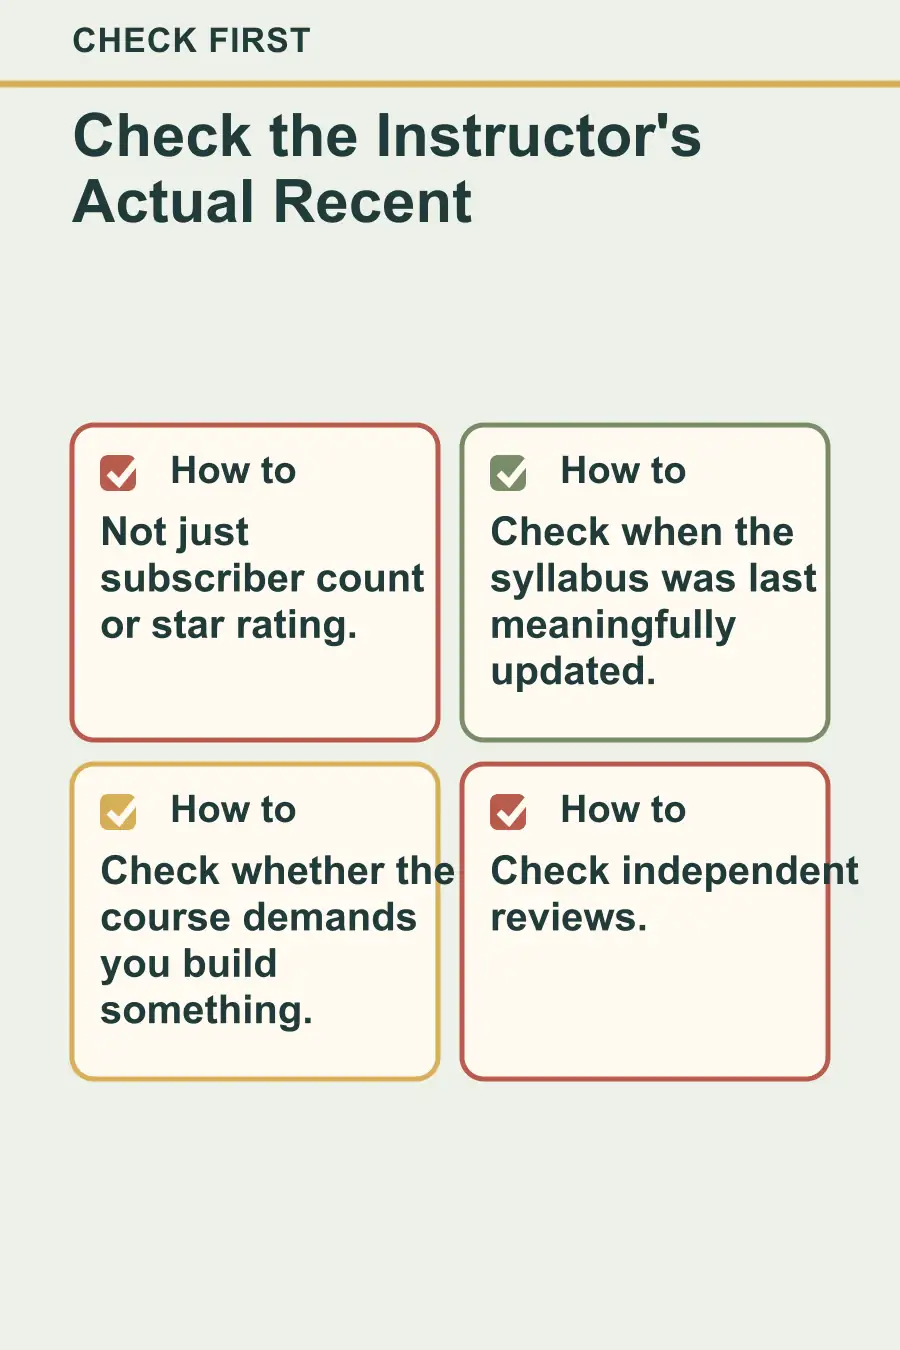 CHECK FIRST
Check the Instructor's
Actual Recent
How to
Not just
subscriber count
or star rating.
How to
Check when the
syllabus was last
meaningfully
updated.
How to
Check whether the
course demands
you build
something.
How to
Check independent
reviews.